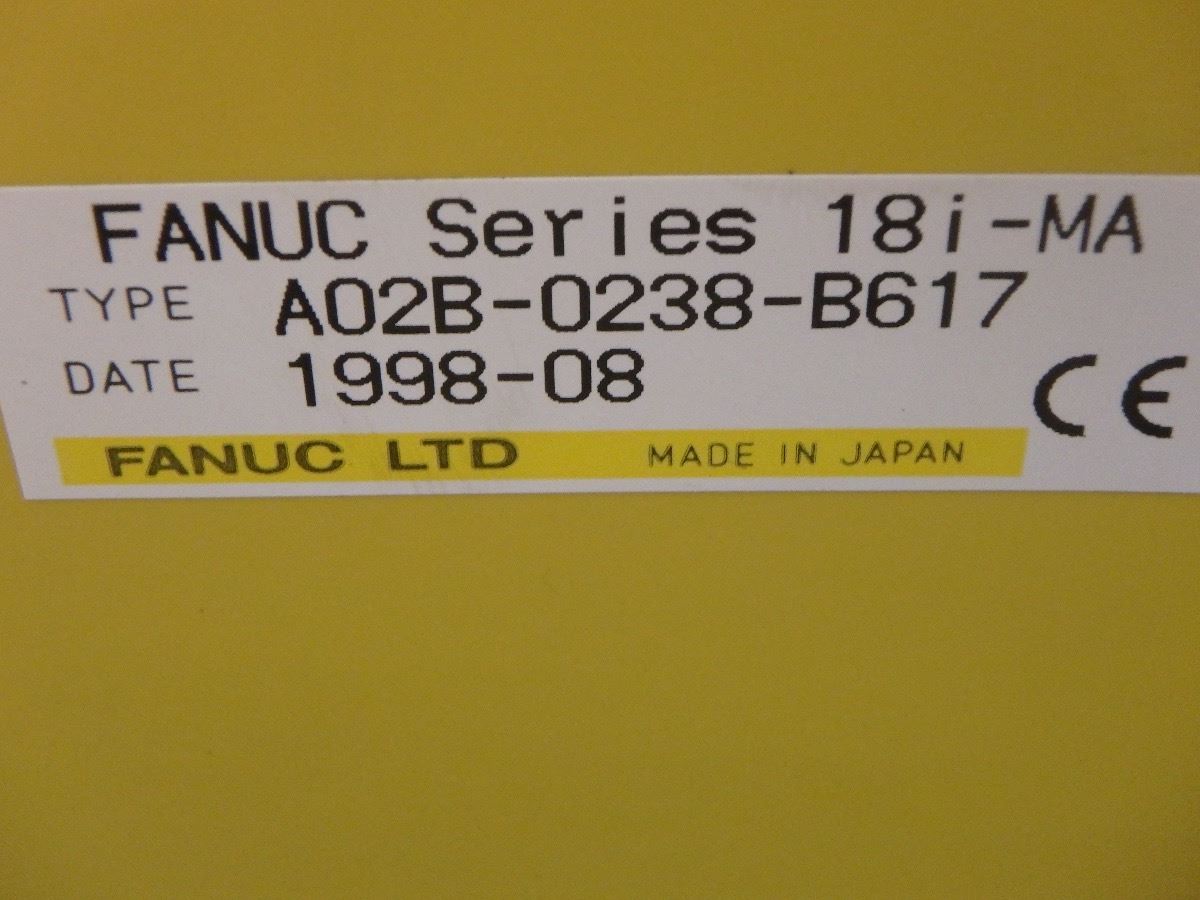 FANUC Series 18i-MA
TYPE A02B-0238-B617
DATE 1998-08
CE
FANUC LTD MADE IN JAPAN